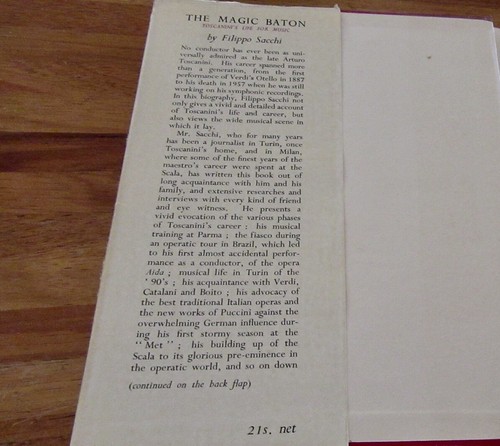 THE MAGIC BATON
TOSCANINI'S LIFE FOR MUSIC
by Filippo Sacchi
No conductor has ever been as uni-
versally admired as the late Arturo
Toscanini. His career spanned more
than a generation, from the first
performance of Verdi's Otello in 1887
to his death in 1957 when he was still
working on his symphonic recordings.
In this biography, Filippo Sacchi not
only gives a vivid and detailed account
of Toscanini's life and career, but
also views the wide musical scene in
which it lay.
Mr. Sacchi, who for many years
has been a journalist in Turin, once
Toscanini's home, and in Milan,
where some of the finest years of the
maestro's career were spent at the
Scala, has written this book out of
long acquaintance with him and his
family, and extensive researches and
interviews with every kind of friend
and eye witness. He presents a
vivid evocation of the various phases
of Toscanini's career ; his musical
training at Parma ; the fiasco during
an operatic tour in Brazil, which led
to his first almost accidental perfor-
mance as a conductor, of the opera
Aida ; musical life in Turin of the
' 90's ; his acquaintance with Verdi,
Catalani and Boito ; his advocacy of
the best traditional Italian operas and
the new works of Puccini against the
overwhelming German influence dur-
ing his first stormy season at the
" Met " ; his building up of the
Scala to its glorious pre-eminence in
the operatic world, and so on down
(continued on the back flap)
21s. net